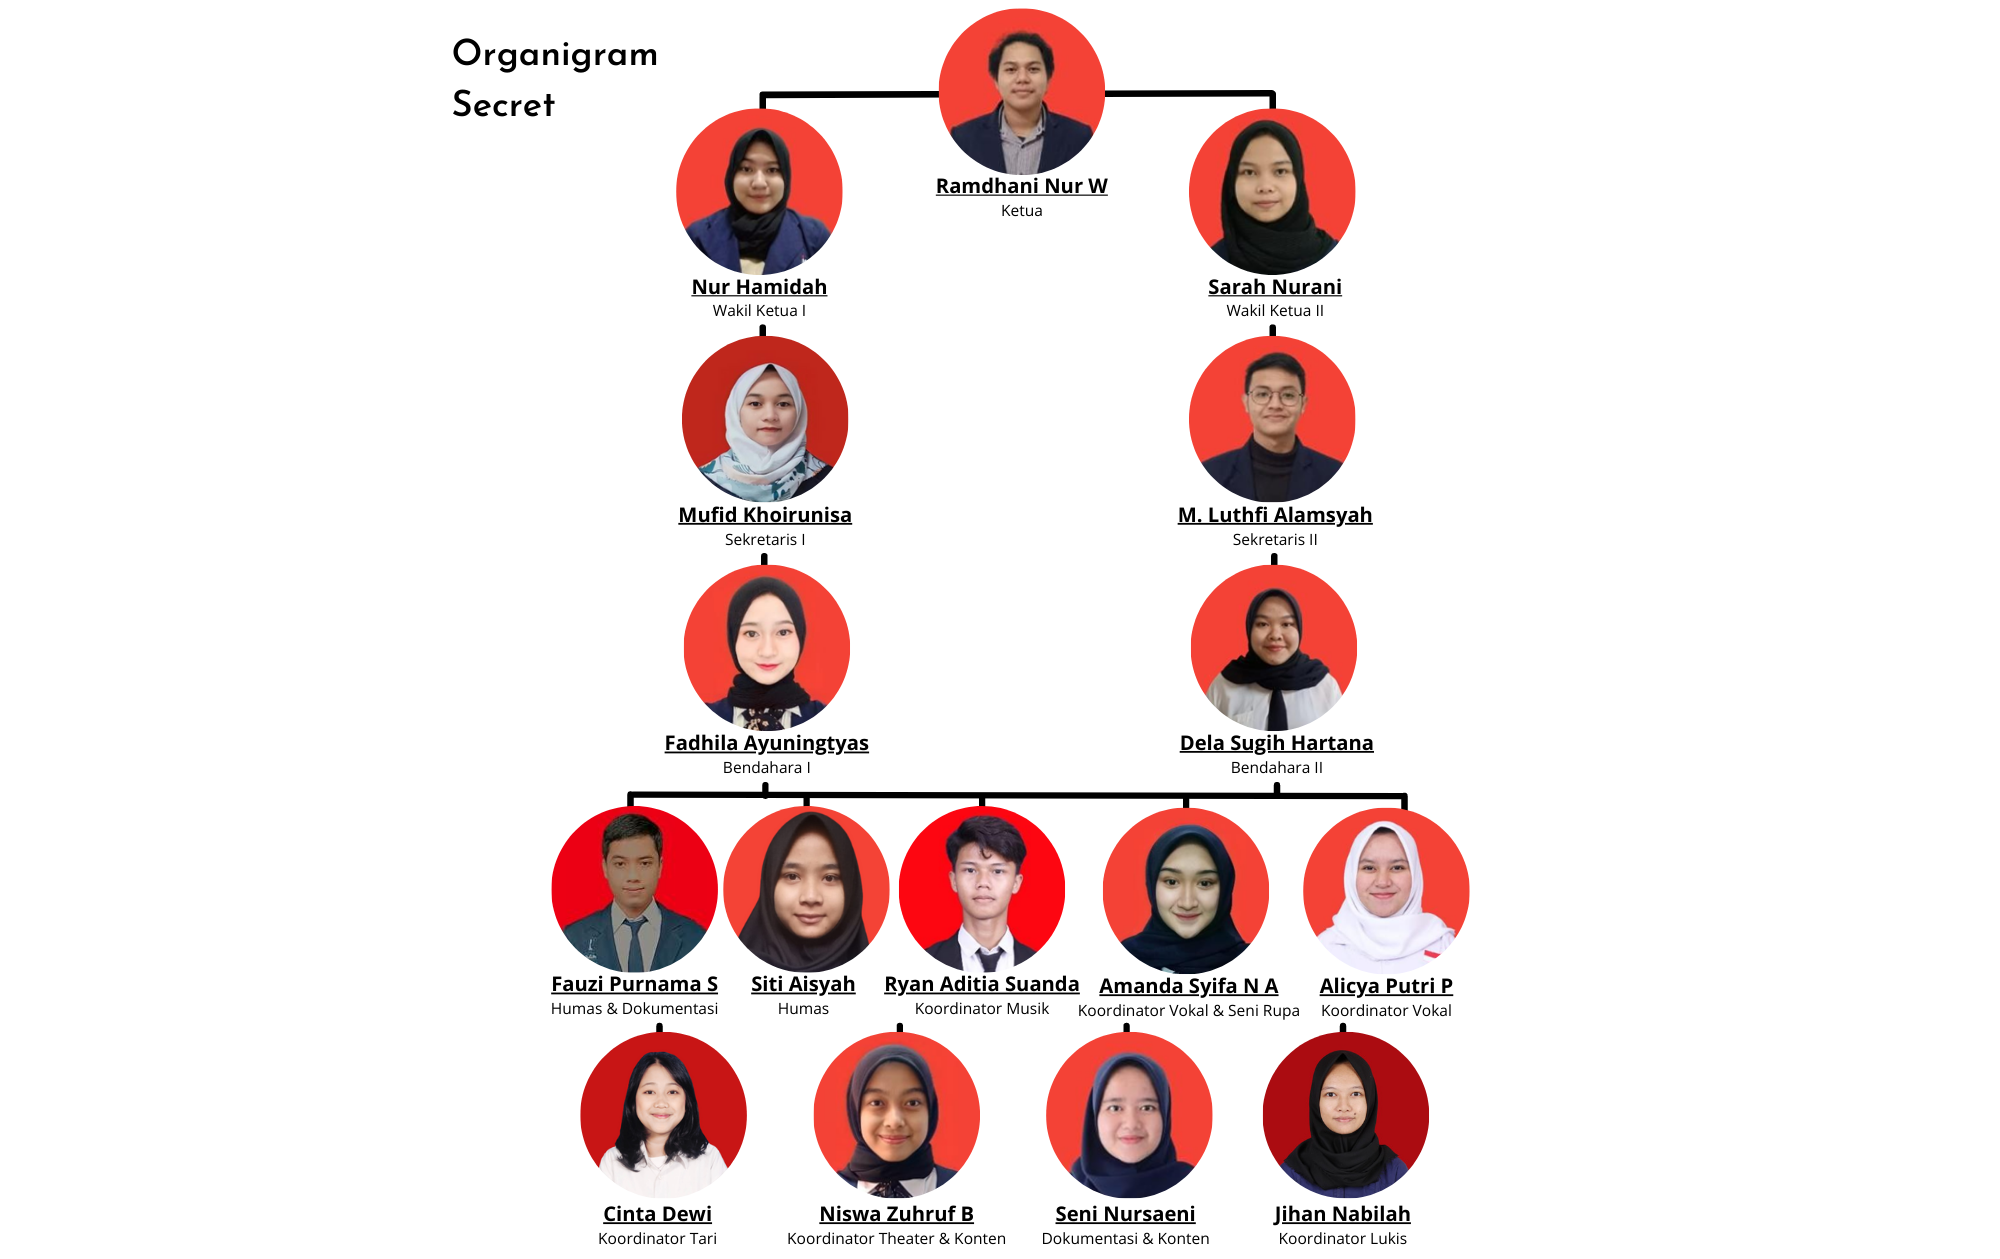 Organigram
Secret
Ramdhani Nur W
Ketua
Nur Hamidah
Wakil Ketua I
Sarah Nurani
Wakil Ketua II
Mufid Khoirunisa
Sekretaris I
M. Luthfi Alamsyah
Sekretaris II
Fadhila Ayuningtyas
Bendahara I
Dela Sugih Hartana
Bendahara II
Fauzi Purnama S
Humas & Dokumentasi
Siti Aisyah
Humas
Ryan Aditia Suanda
Koordinator Musik
Amanda Syifa N A
Koordinator Vokal & Seni Rupa
Alicya Putri P
Koordinator Vokal
Cinta Dewi
Koordinator Tari
Niswa Zuhruf B
Koordinator Theater & Konten
Seni Nursaeni
Dokumentasi & Konten
Jihan Nabilah
Koordinator Lukis